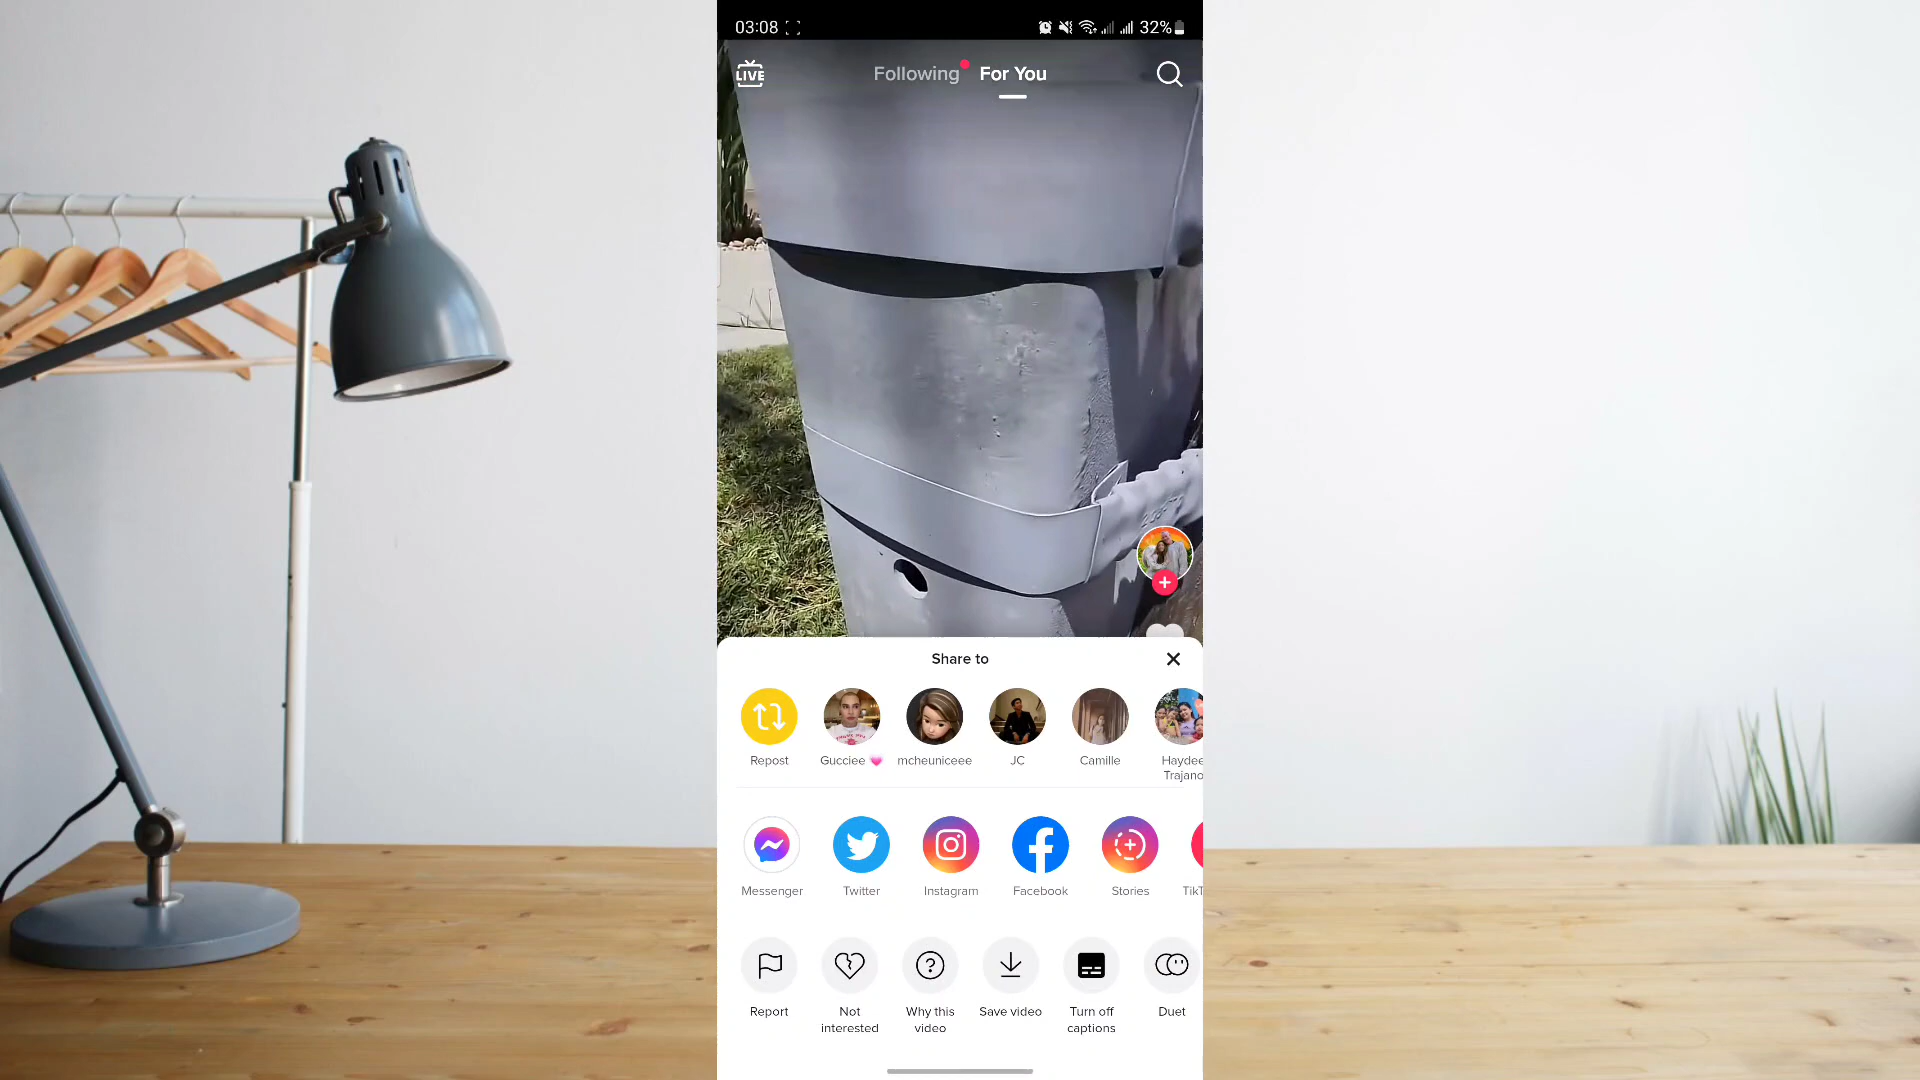 03:08
32%
LIVE
Following
For You
Share to
Repost
Gucciee
mcheuniceee
JC
Camille
Haydee
Trajano
Messenger
Twitter
Instagram
Facebook
Stories
TikT
Report
Not
interested
Why this
video
Save video
Turn off
captions
Duet